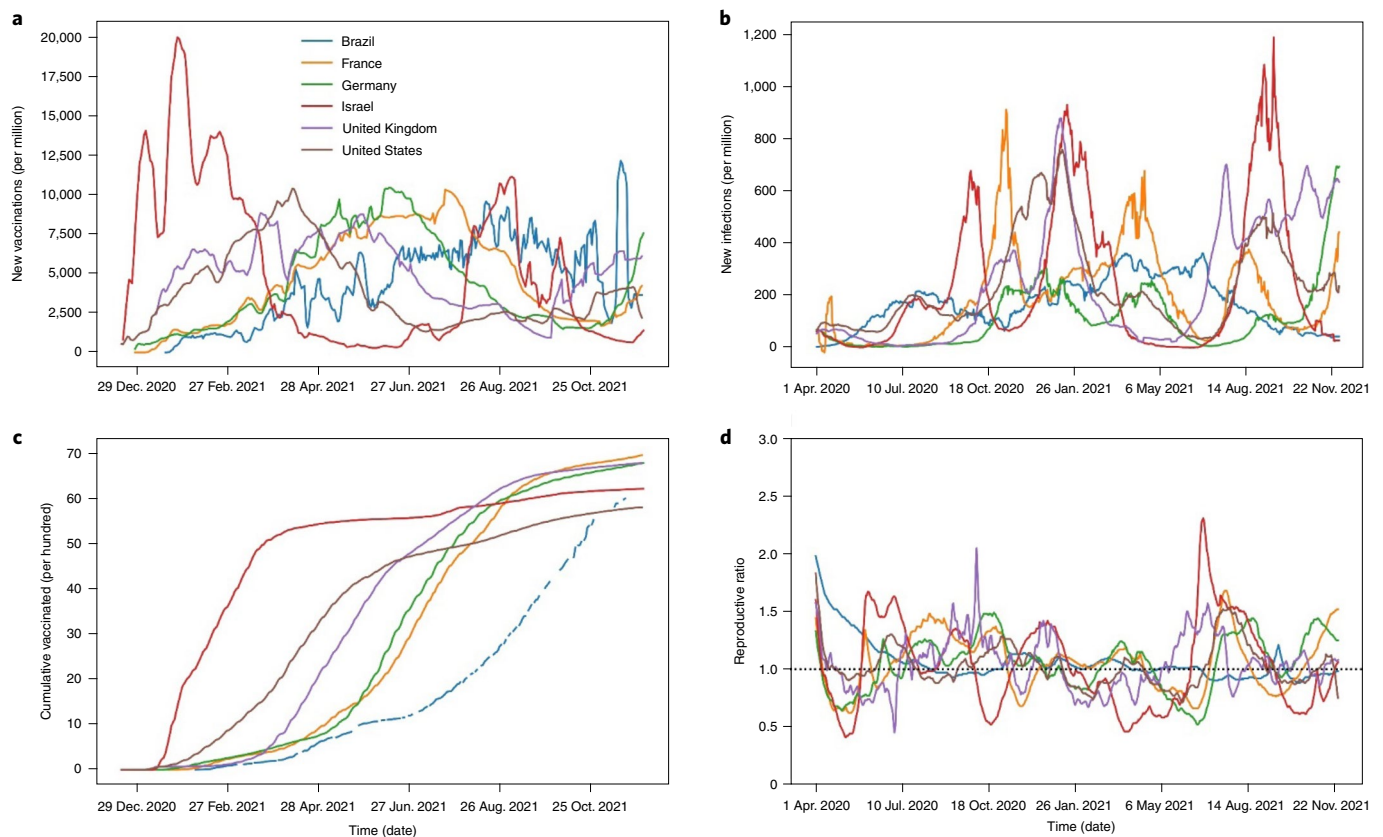 a
New vaccinations (per million)
20,000
17,500
15,000
12,500
10,000
7,500
5,000
2,500
0
Brazil
France
Germany
Israel
United Kingdom
United States
29 Dec. 2020 27 Feb. 2021 28 Apr. 2021 27 Jun. 2021 26 Aug. 2021 25 Oct. 2021
b
New infections (per million)
1,200
1,000
800
600
400
200
0
1 Apr. 2020 10 Jul. 2020 18 Oct. 2020 26 Jan. 2021 6 May 2021 14 Aug. 2021 22 Nov. 2021
c
Cumulative vaccinated (per hundred)
70
60
50
40
30
20
10
0
29 Dec. 2020 27 Feb. 2021 28 Apr. 2021 27 Jun. 2021 26 Aug. 2021 25 Oct. 2021
Time (date)
d
Reproductive ratio
3.0
2.5
2.0
1.5
1.0
0.5
0
1 Apr. 2020 10 Jul. 2020 18 Oct. 2020 26 Jan. 2021 6 May 2021 14 Aug. 2021 22 Nov. 2021
Time (date)